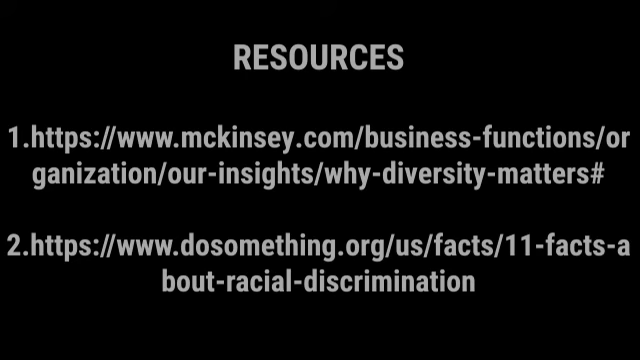 RESOURCES
1.https://www.mckinsey.com/business-functions/or
ganization/our-insights/why-diversity-matters#
2.https://www.dosomething.org/us/facts/11-facts-a
bout-racial-discrimination